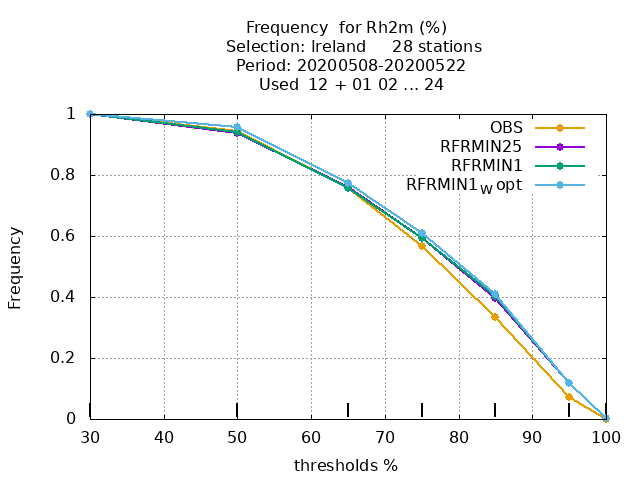 Frequency  for Rh2m (%)
Selection: Ireland     28 stations
Period: 20200508-20200522
Used  12 + 01 02 ... 24
OBS
RFRMIN25
RFRMIN1
RFRMIN1W opt
1
0.8
0.6
0.4
0.2
0
Frequency
30 40 50 60 70 80 90 100
thresholds %